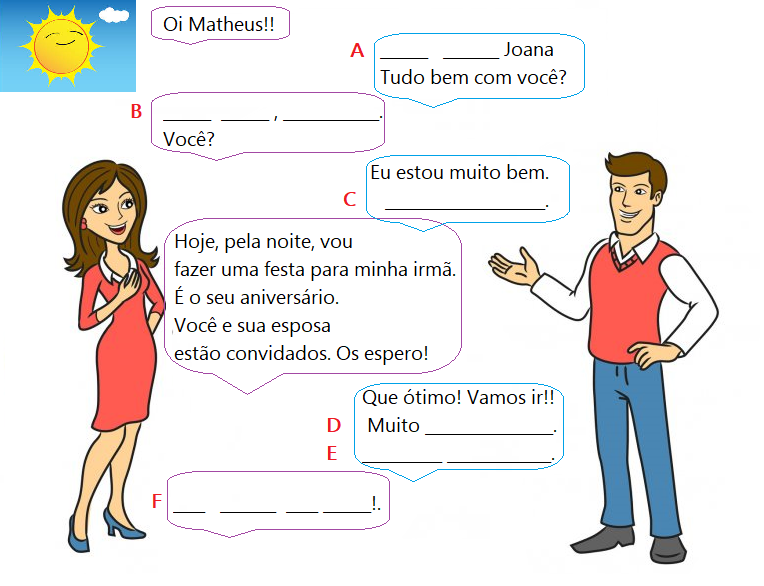 Oi Matheus!!
A _____ ______ Joana
Tudo bem com você?
B _____ _____ , __________.
Você?
Eu estou muito bem.
C _________________.
Hoje, pela noite, vou
fazer uma festa para minha irmã.
É o seu aniversário.
Você e sua esposa
estão convidados. Os espero!
Que ótimo! Vamos ir!!
D Muito _____________.
E ________ ___________.
F ___ ______ ___ _____!.